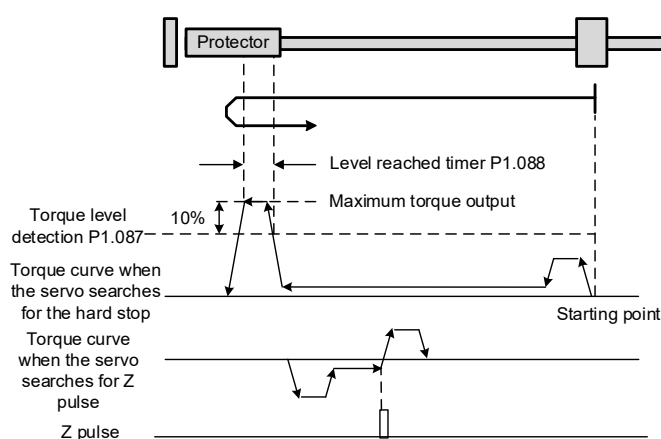 Protector
Level reached timer P1.088
Maximum torque output
10%
Torque level
detection P1.087
Torque curve when
the servo searches
for the hard stop
Starting point
Torque curve
when the servo
searches for Z
pulse
Z pulse